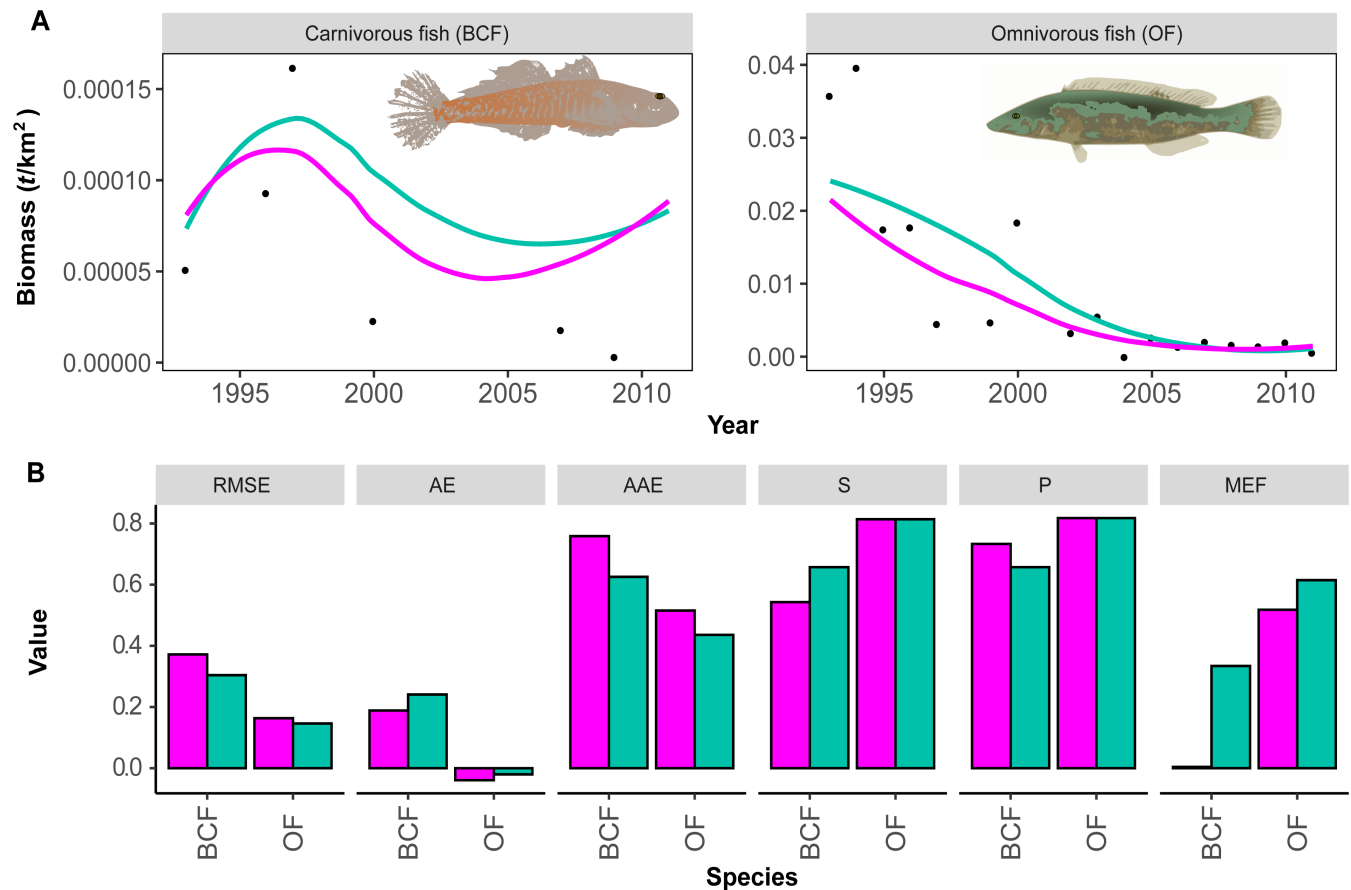 A
Carnivorous fish (BCF)
Omnivorous fish (OF)
Biomass (t/km²)
0.00015
0.00010
0.00005
0.00000
1995
2000
2005
2010
0.04
0.03
0.02
0.01
0.00
1995
2000
2005
2010
Year
B
RMSE
AE
AAE
S
P
MEF
Value
0.8
0.6
0.4
0.2
0.0
BCF
OF
BCF
OF
BCF
OF
BCF
OF
BCF
OF
BCF
OF
Species